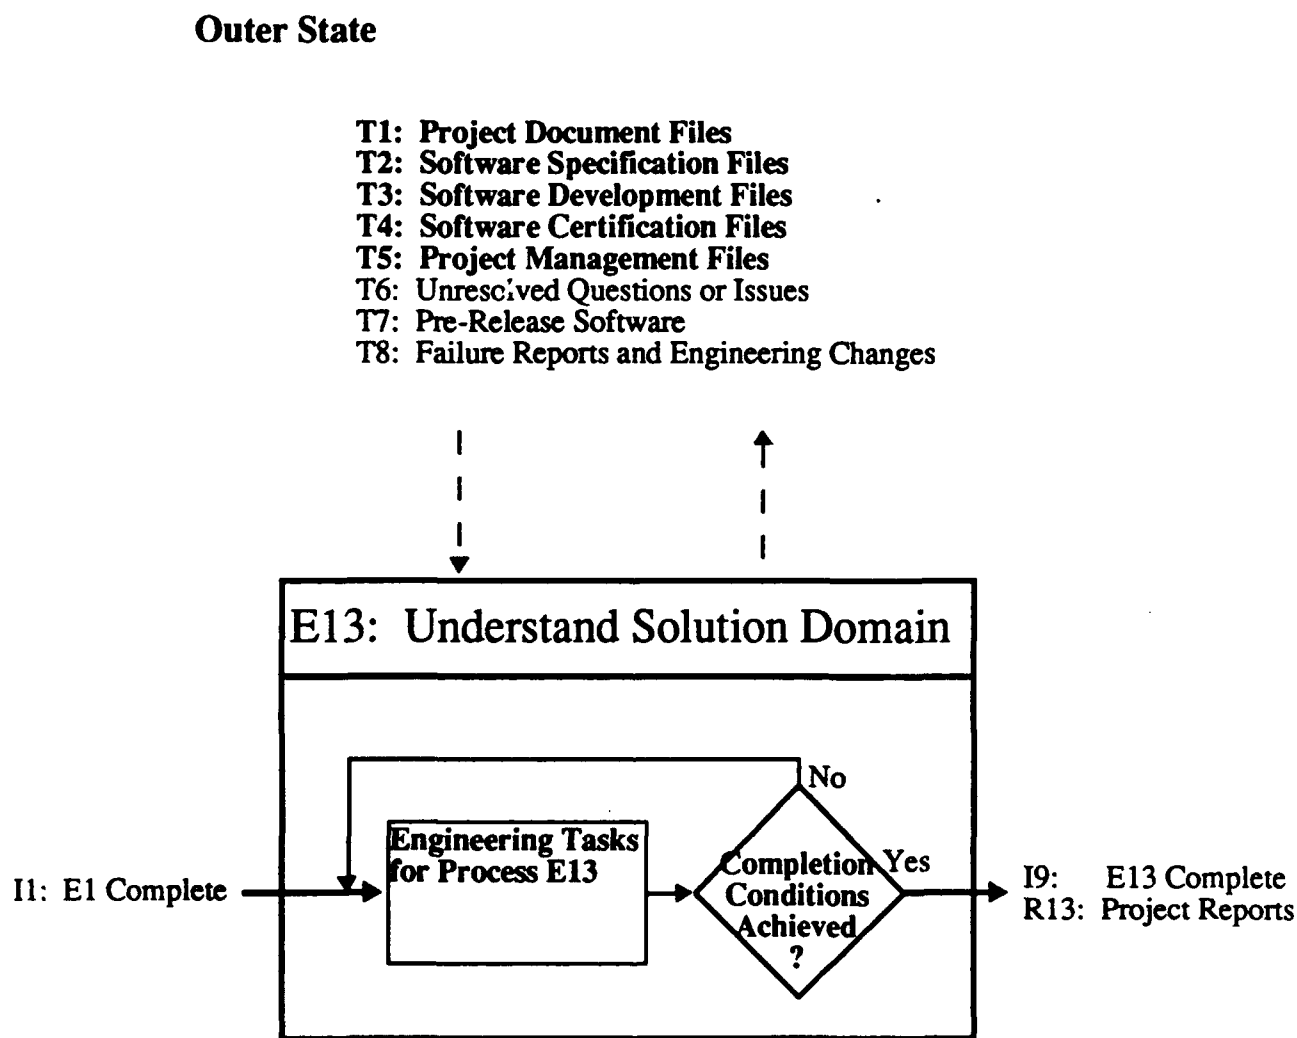 Outer State
T1: Project Document Files
T2: Software Specification Files
T3: Software Development Files
T4: Software Certification Files
T5: Project Management Files
T6: Unresolved Questions or Issues
T7: Pre-Release Software
T8: Failure Reports and Engineering Changes
E13: Understand Solution Domain
No
Engineering Tasks
for Process E13
Completion
Conditions
Achieved
?
Yes
I1: E1 Complete
I9: E13 Complete
R13: Project Reports